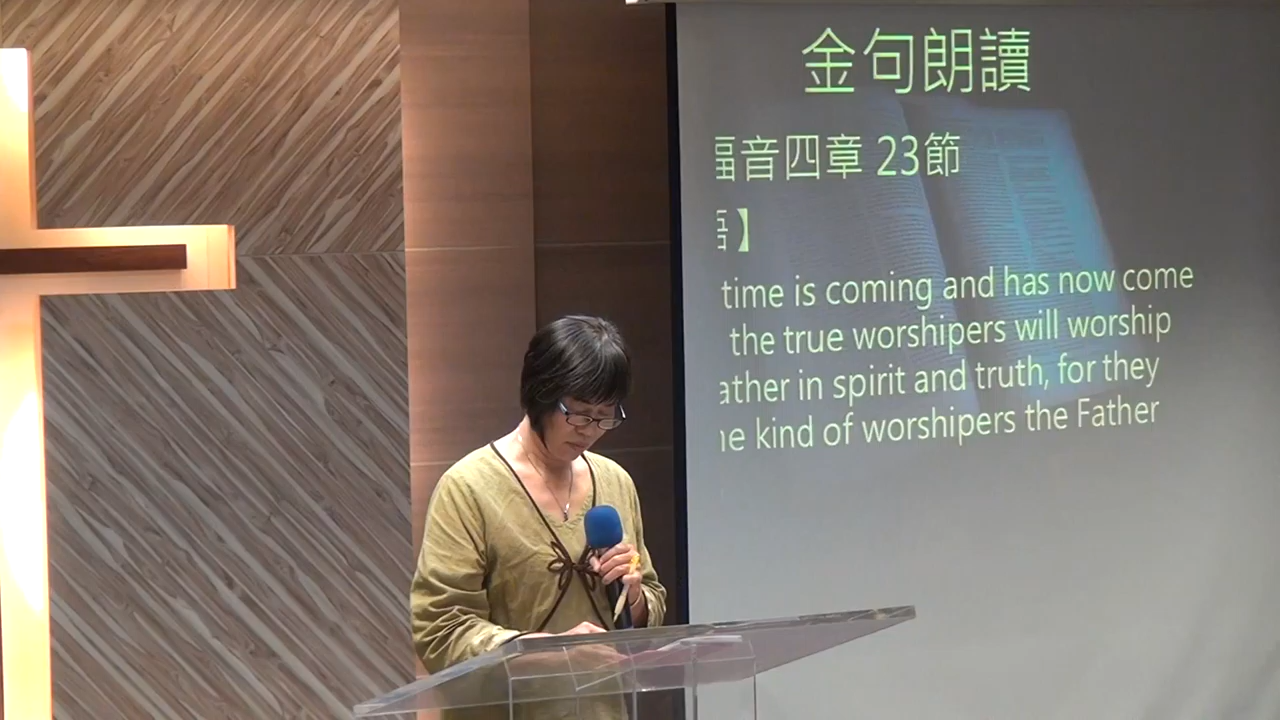 金句朗讀
福音四章 23節
語】
time is coming and has now come
the true worshipers will worship
in spirit and truth, for they
kind of worshipers the Father